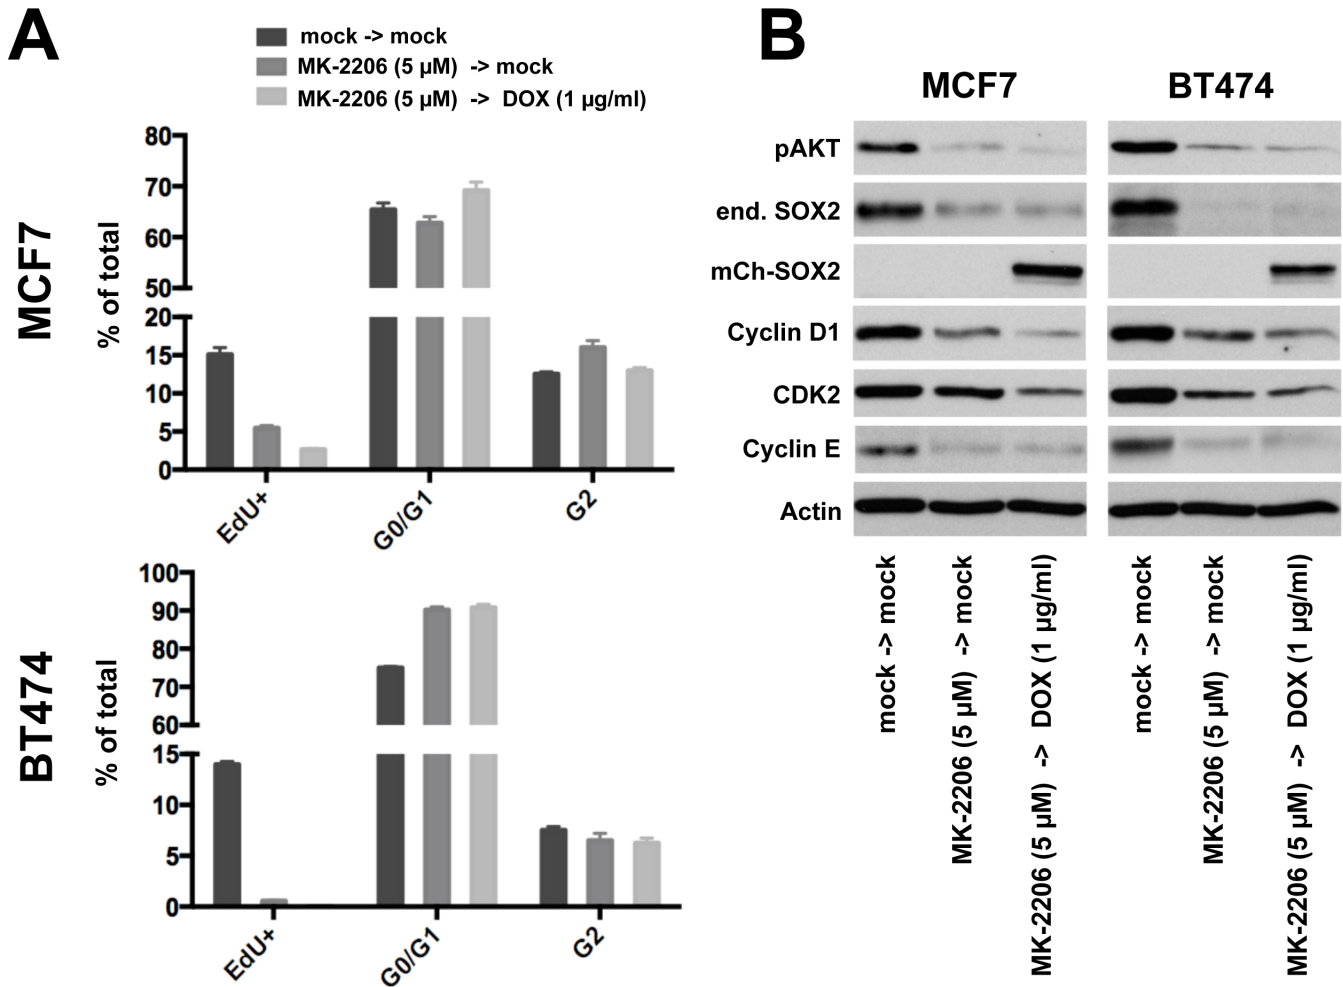 A
mock -> mock
MK-2206 (5 µM) -> mock
MK-2206 (5 µM) -> DOX (1 µg/ml)
MCF7
% of total
80
70
60
50
20
15
10
5
0
EdU+
G0/G1
G2
BT474
% of total
100
90
80
70
60
15
10
5
0
EdU+
G0/G1
G2
B
MCF7
BT474
pAKT
end. SOX2
mCh-SOX2
Cyclin D1
CDK2
Cyclin E
Actin
mock -> mock
MK-2206 (5 µM) -> mock
MK-2206 (5 µM) -> DOX (1 µg/ml)
mock -> mock
MK-2206 (5 µM) -> mock
MK-2206 (5 µM) -> DOX (1 µg/ml)